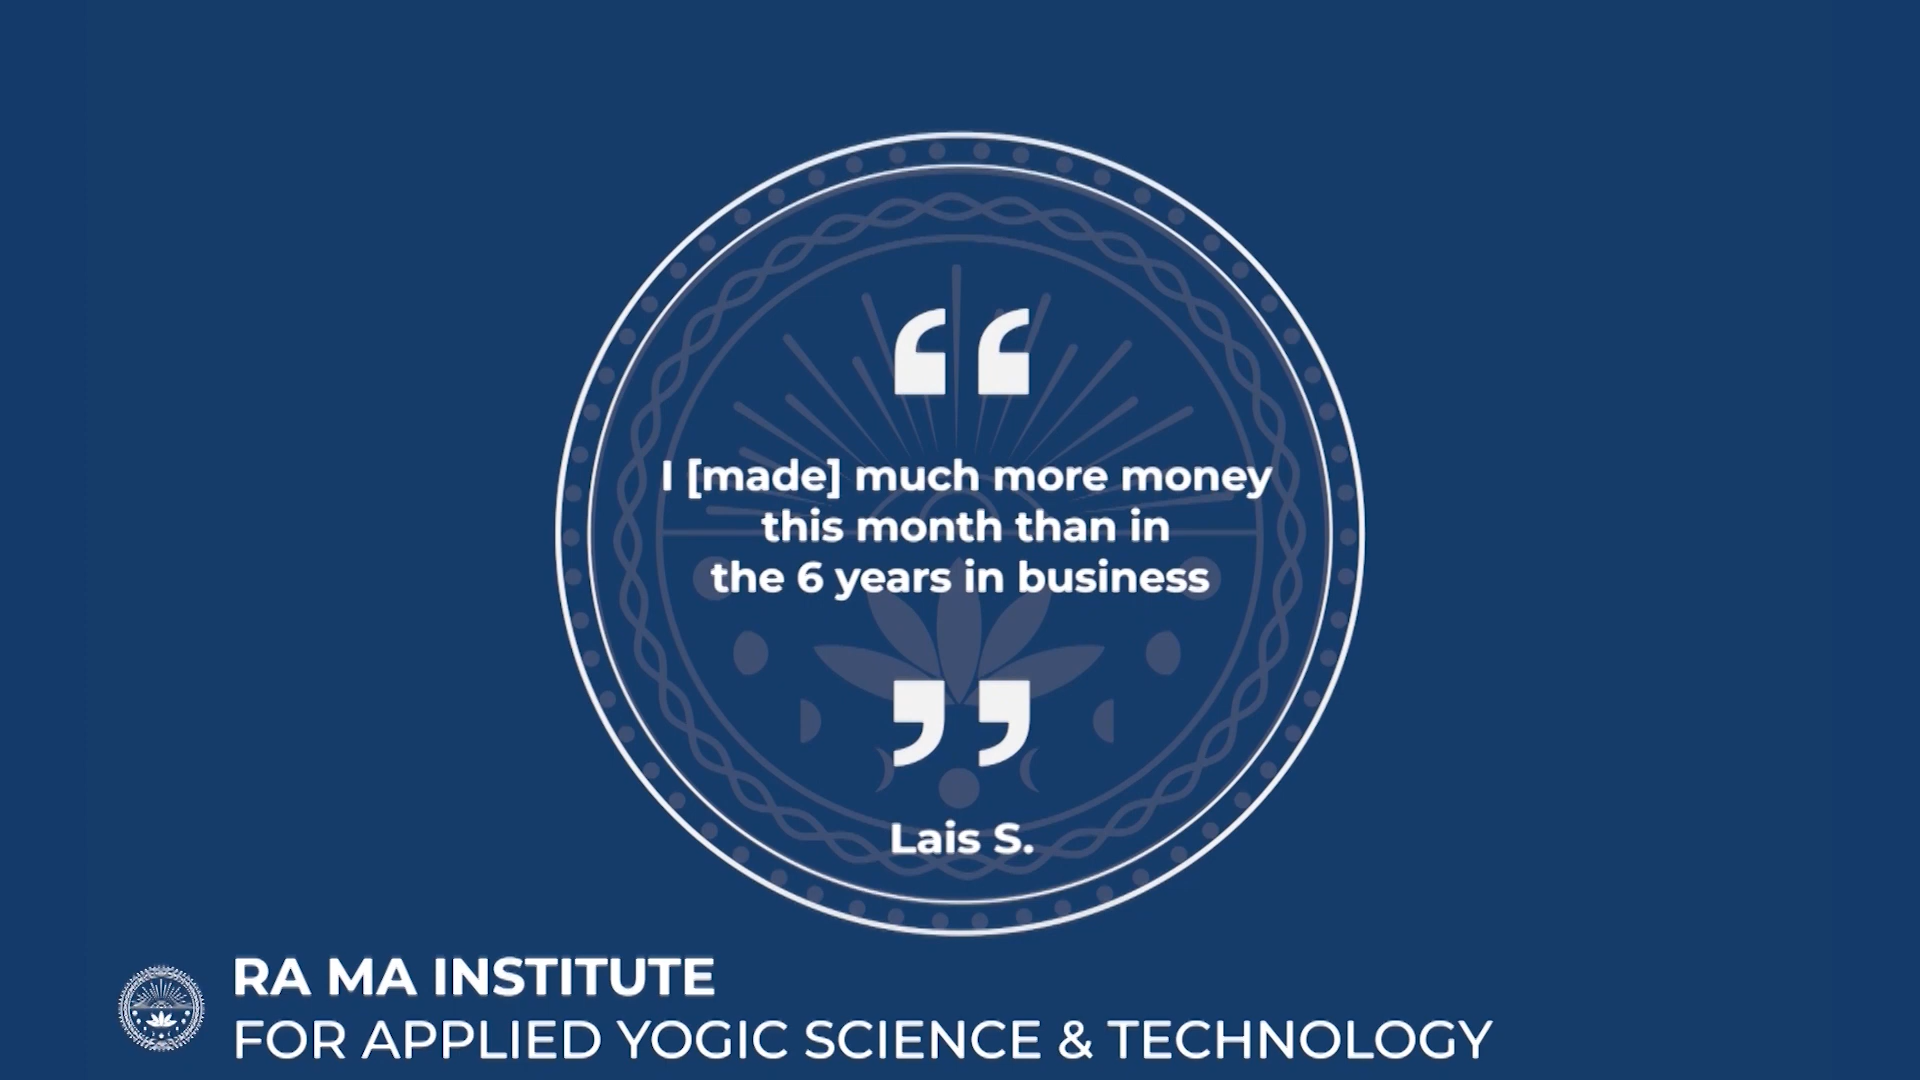 “
I [made] much more money
this month than in
the 6 years in business
”
Lais S.
RA MA INSTITUTE
FOR APPLIED YOGIC SCIENCE & TECHNOLOGY